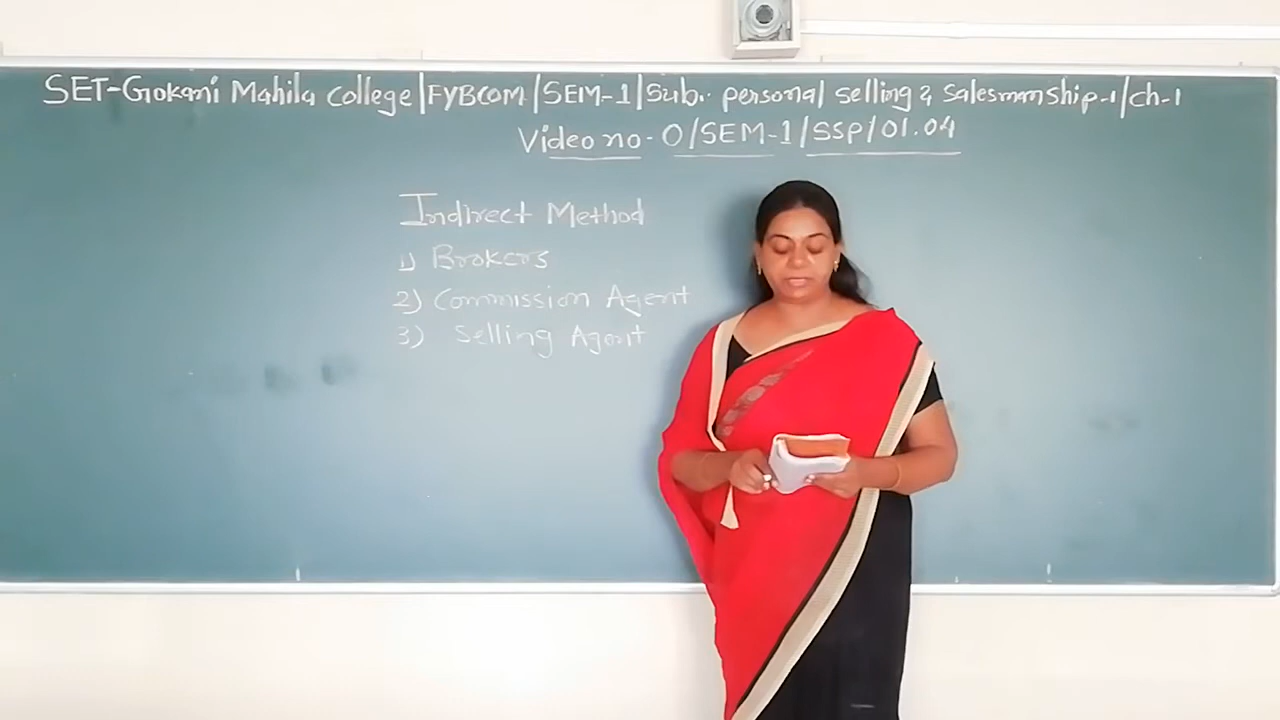 SET-Gokani Mahila College|FYBCOM/SEM-1|Sub. personal selling & salesmanship-1/ch-1
Video no- 0/SEM-1/SSP/01.04
Indirect Method
1) Brokers
2) Commission Agent
3) Selling Agent